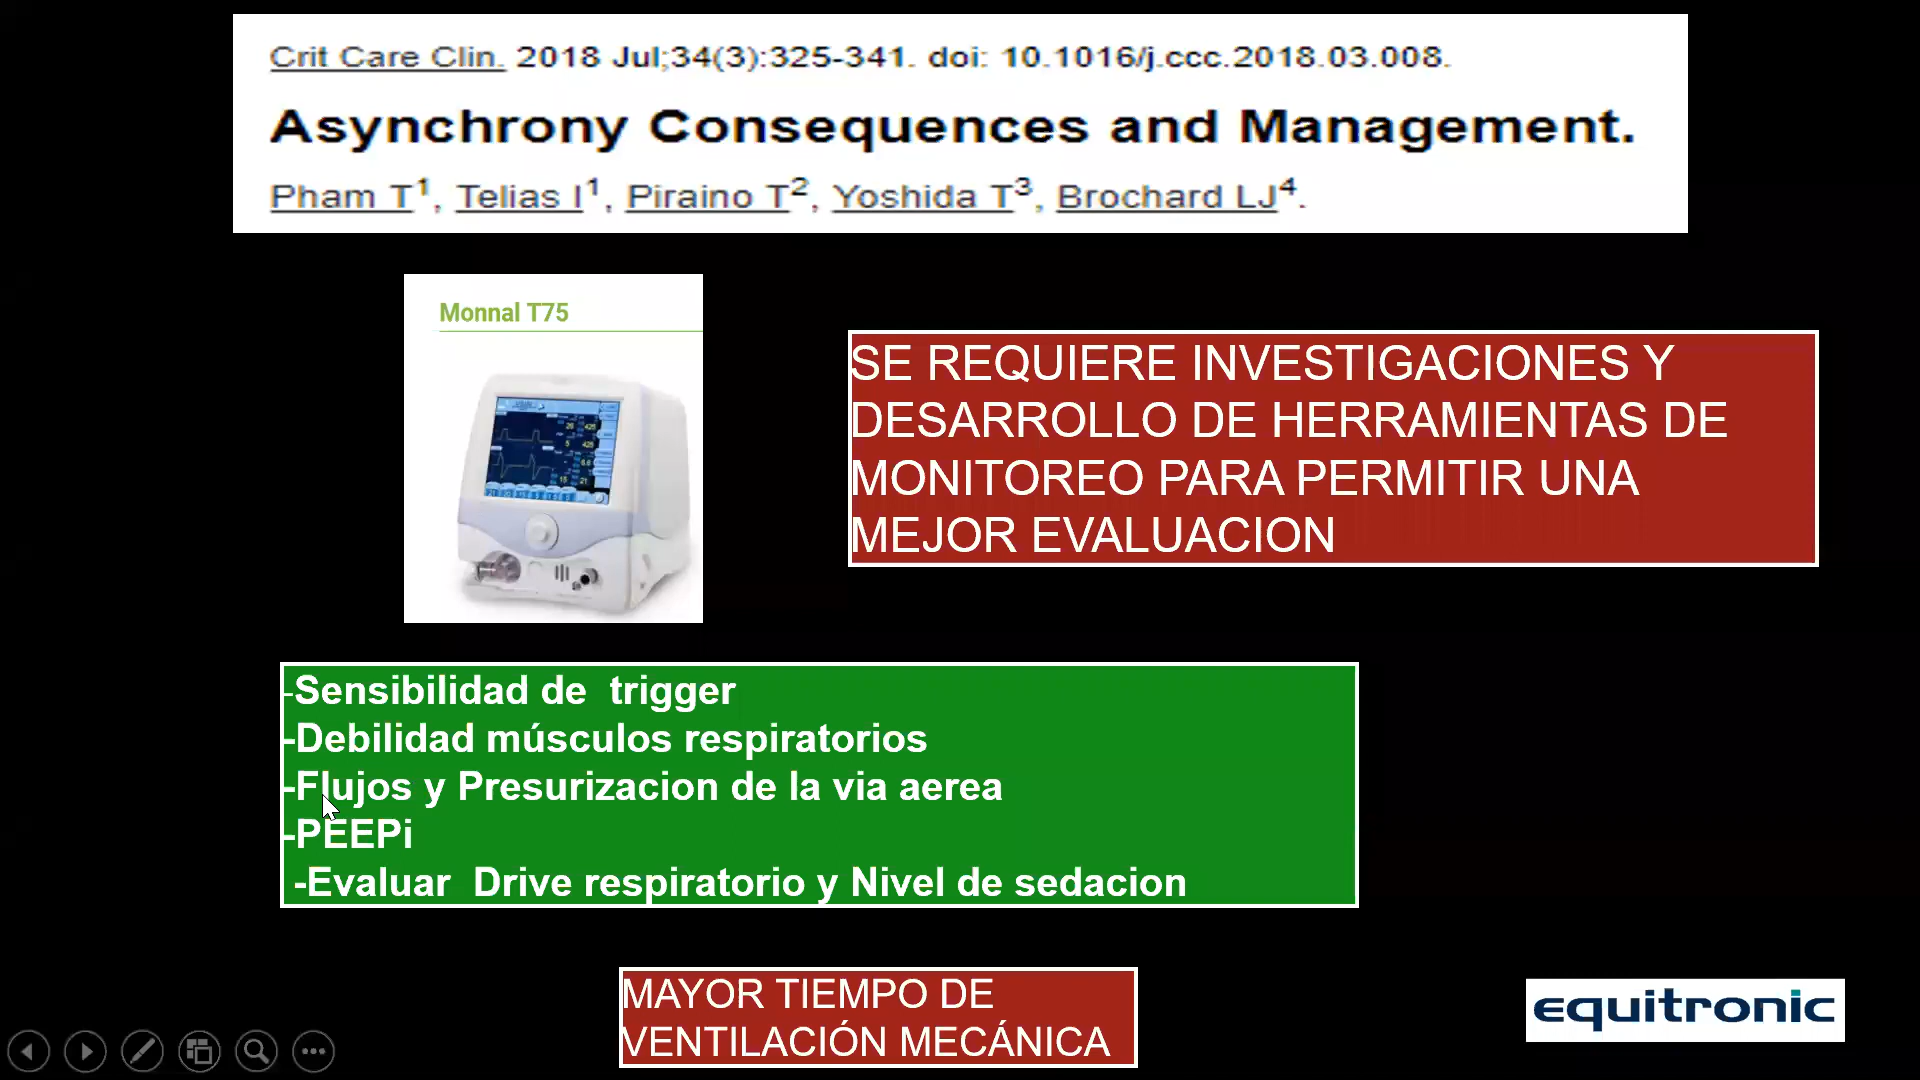 Crit Care Clin. 2018 Jul;34(3):325-341. doi: 10.1016/j.ccc.2018.03.008.
Asynchrony Consequences and Management.
Pham T1, Telias I1, Piraino T2, Yoshida T3, Brochard LJ4.
Monnal T75
SE REQUIERE INVESTIGACIONES Y
DESARROLLO DE HERRAMIENTAS DE
MONITOREO PARA PERMITIR UNA
MEJOR EVALUACION
-Sensibilidad de  trigger
-Debilidad músculos respiratorios
-Flujos y Presurizacion de la via aerea
-PEEPi
-Evaluar  Drive respiratorio y Nivel de sedacion
MAYOR TIEMPO DE
VENTILACIÓN MECÁNICA
equitronic